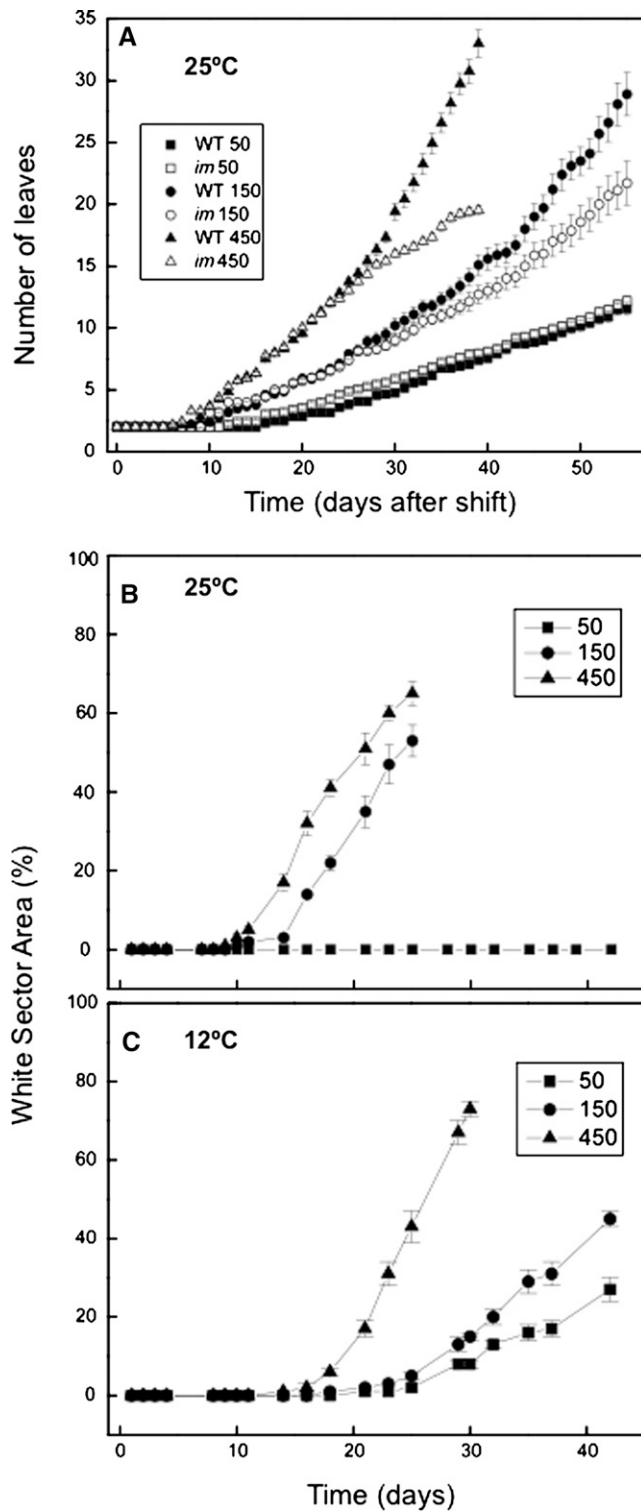 A
25°C
WT 50
im 50
WT 150
im 150
WT 450
im 450
Number of leaves
35
30
25
20
15
10
5
0
0 10 20 30 40 50
Time (days after shift)
B
25°C
50
150
450
100
80
60
40
20
0
White Sector Area (%)
C
12°C
50
150
450
100
80
60
40
20
0
0 10 20 30 40
Time (days)